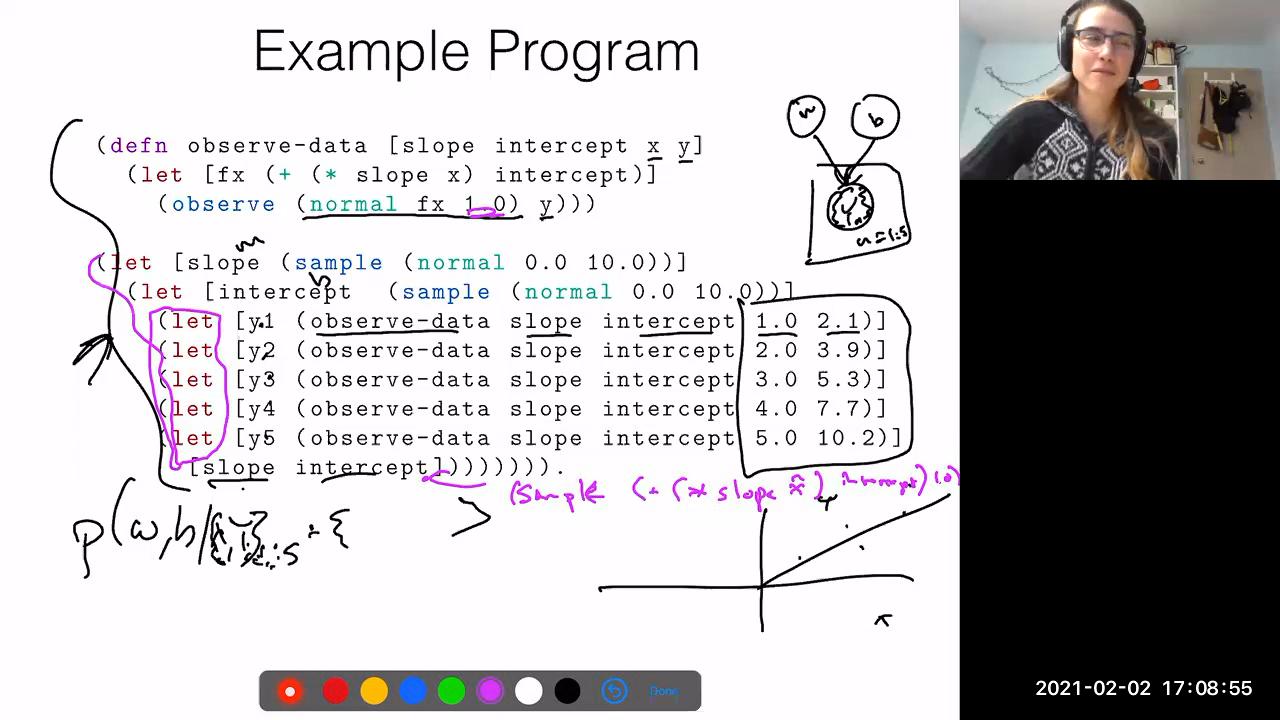 Example Program
(defn observe-data [slope intercept x y]
(let [fx (+ (* slope x) intercept)]
(observe (normal fx 1.0) y)))
m
(let [slope (sample (normal 0.0 10.0))]
b
(let [intercept (sample (normal 0.0 10.0))]
(let [y1 (observe-data slope intercept 1.0 2.1)]
(let [y2 (observe-data slope intercept 2.0 3.9)]
(let [y3 (observe-data slope intercept 3.0 5.3)]
(let [y4 (observe-data slope intercept 4.0 7.7)]
(let [y5 (observe-data slope intercept 5.0 10.2)]
[slope intercept]))))))).
b
n=1:5
(sample (+ (* slope x̂) intercept)
Y
x
Done
2021-02-02 17:08:55